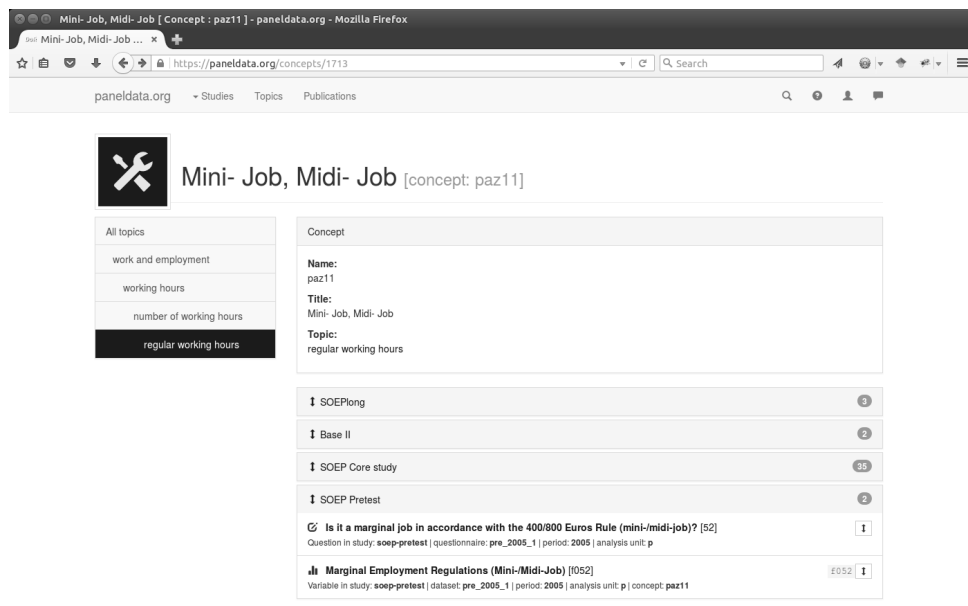 Mini- Job, Midi- Job [ Concept : paz11 ] - paneldata.org - Mozilla Firefox
Mini- Job, Midi- Job ... ×
https://paneldata.org/concepts/1713
Search
paneldata.org Studies Topics Publications
Mini- Job, Midi- Job [concept: paz11]
All topics
work and employment
working hours
number of working hours
regular working hours
Concept
Name:
paz11
Title:
Mini- Job, Midi- Job
Topic:
regular working hours
SOEPlong 3
Base II 2
SOEP Core study 35
SOEP Pretest 2
Is it a marginal job in accordance with the 400/800 Euros Rule (mini-/midi-job)? [52]
Question in study: soep-pretest | questionnaire: pre_2005_1 | period: 2005 | analysis unit: p
Marginal Employment Regulations (Mini-/Midi-Job) [f052] f052
Variable in study: soep-pretest | dataset: pre_2005_1 | period: 2005 | analysis unit: p | concept: paz11